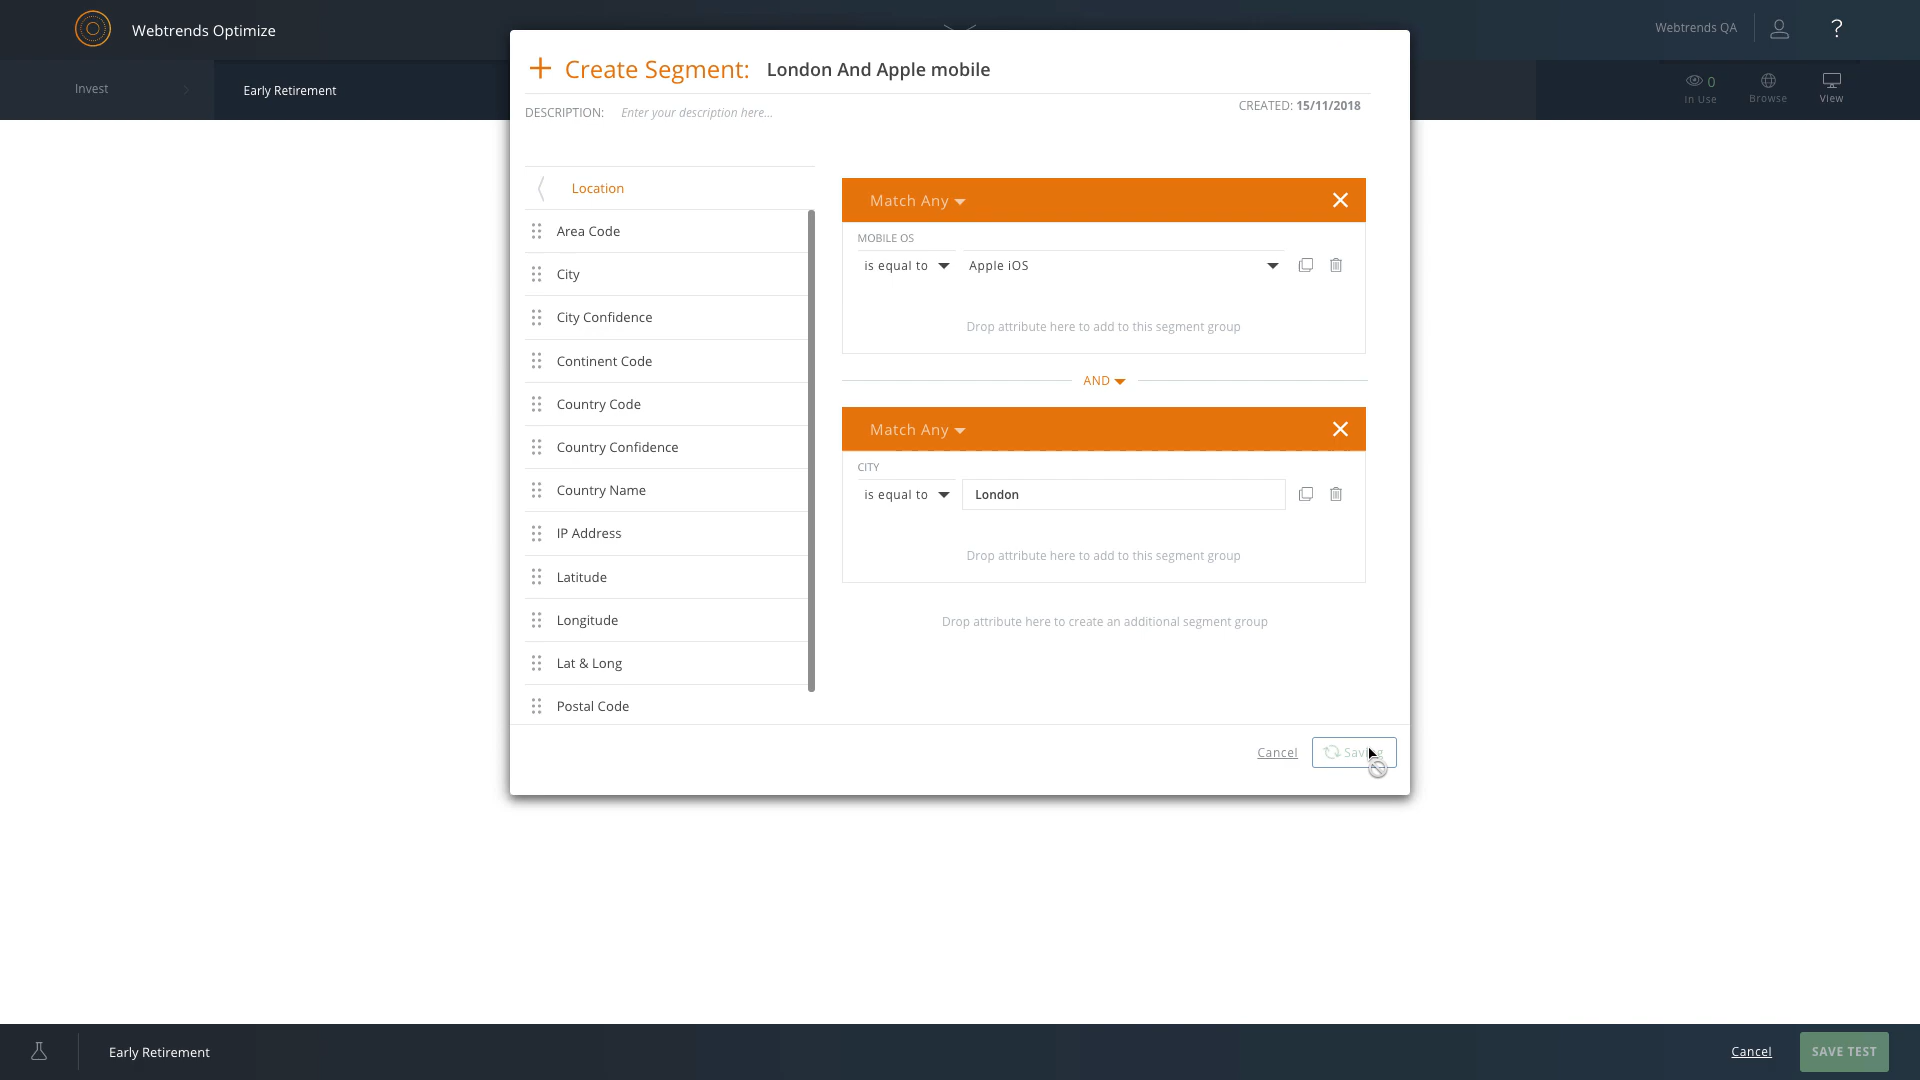 Webtrends Optimize
Webtrends QA
?
Invest
Early Retirement
0
In Use
Browse
View
Create Segment: London And Apple mobile
DESCRIPTION: Enter your description here...
CREATED: 15/11/2018
Location
Area Code
City
City Confidence
Continent Code
Country Code
Country Confidence
Country Name
IP Address
Latitude
Longitude
Lat & Long
Postal Code
Match Any
MOBILE OS
is equal to Apple iOS
Drop attribute here to add to this segment group
AND
Match Any
CITY
is equal to London
Drop attribute here to add to this segment group
Drop attribute here to create an additional segment group
Cancel
Early Retirement
Cancel
SAVE TEST